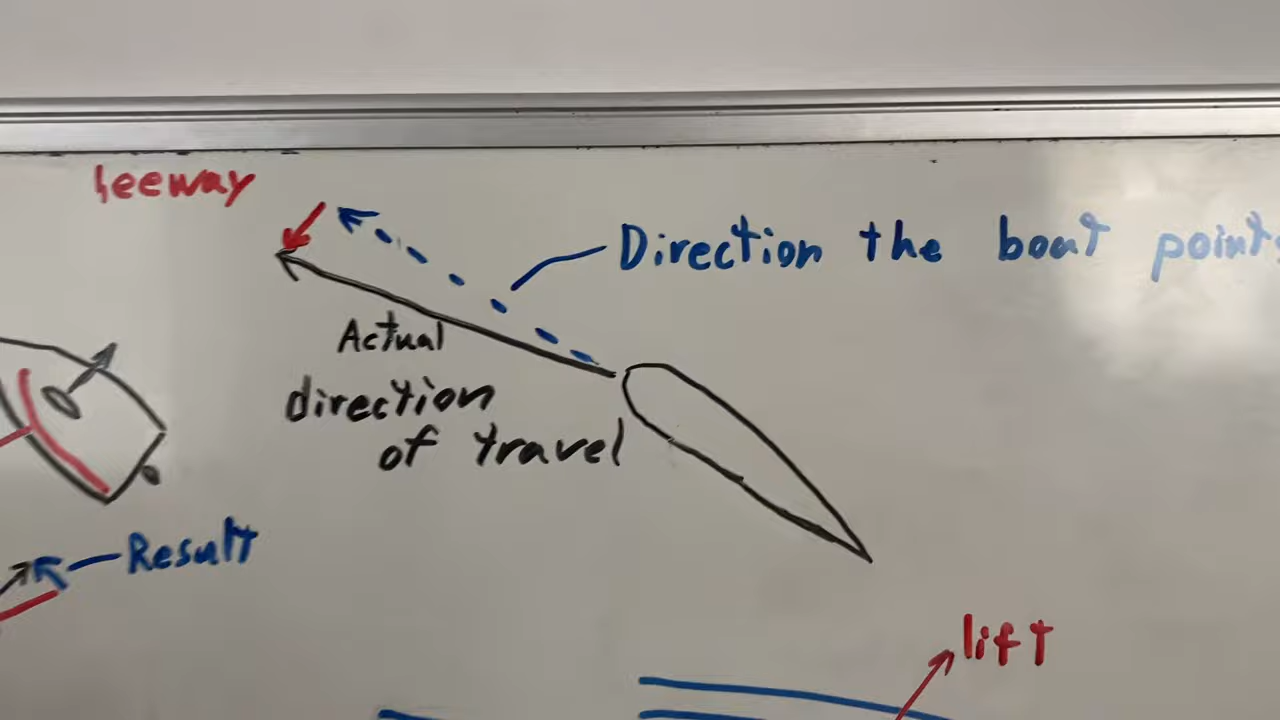 leeway
Direction the boat points
Actual
direction
of travel
Result
lift